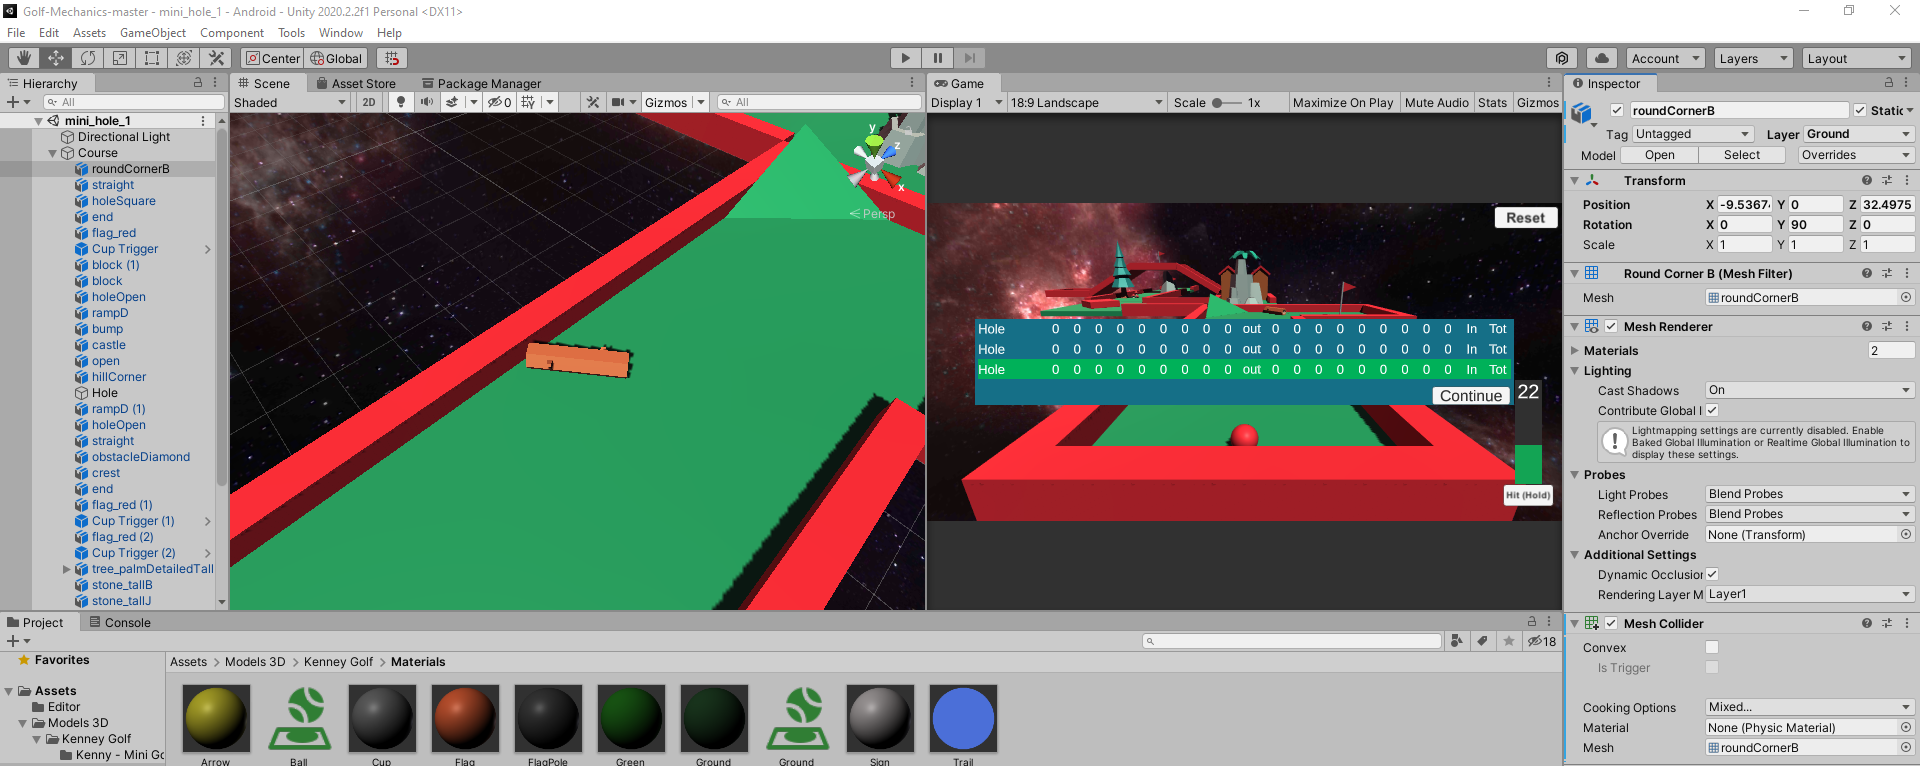 Golf-Mechanics-master - mini_hole_1 - Android - Unity 2020.2.2f1 Personal <DX11>
File Edit Assets GameObject Component Tools Window Help
Center Global
Account Layers Layout
Hierarchy
All
mini_hole_1
Directional Light
Course
roundCornerB
straight
holeSquare
end
flag_red
Cup Trigger
block (1)
block
holeOpen
rampD
bump
castle
open
hillCorner
Hole
rampD (1)
holeOpen
straight
obstacleDiamond
crest
end
flag_red (1)
Cup Trigger (1)
flag_red (2)
Cup Trigger (2)
tree_palmDetailedTall
stone_tallB
stone_tallJ
Scene Asset Store Package Manager
Shaded 2D 0 Gizmos All
y
z
x
Persp
Game
Display 1 18:9 Landscape Scale 1x Maximize On Play Mute Audio Stats Gizmos
Reset
Hole 0 0 0 0 0 0 0 0 0 out 0 0 0 0 0 0 0 0 0 In Tot
Hole 0 0 0 0 0 0 0 0 0 out 0 0 0 0 0 0 0 0 0 In Tot
Hole 0 0 0 0 0 0 0 0 0 out 0 0 0 0 0 0 0 0 0 In Tot
Continue
22
Hit (Hold)
Inspector
roundCornerB Static
Tag Untagged Layer Ground
Model Open Select Overrides
Transform
Position X -9.5367 Y 0 Z 32.4975
Rotation X 0 Y 90 Z 0
Scale X 1 Y 1 Z 1
Round Corner B (Mesh Filter)
Mesh roundCornerB
Mesh Renderer
Materials 2
Lighting
Cast Shadows On
Contribute Global I
Lightmapping settings are currently disabled. Enable
Baked Global Illumination or Realtime Global Illumination to
display these settings.
Probes
Light Probes Blend Probes
Reflection Probes Blend Probes
Anchor Override None (Transform)
Additional Settings
Dynamic Occlusion
Rendering Layer M Layer1
Mesh Collider
Convex
Is Trigger
Cooking Options Mixed...
Material None (Physic Material)
Mesh roundCornerB
Project Console
18
Favorites
Assets
Editor
Models 3D
Kenney Golf
Kenny - Mini Go
Assets > Models 3D > Kenney Golf > Materials
Arrow Ball Cup Flag FlagPole Green Ground Ground Sign Trail